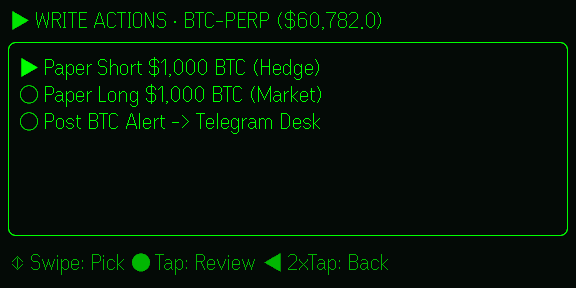 ▶ WRITE ACTIONS · BTC-PERP ($60,782.0)
▶ Paper Short $1,000 BTC (Hedge)
○ Paper Long $1,000 BTC (Market)
○ Post BTC Alert -> Telegram Desk
⇕ Swipe: Pick ● Tap: Review ◀ 2xTap: Back